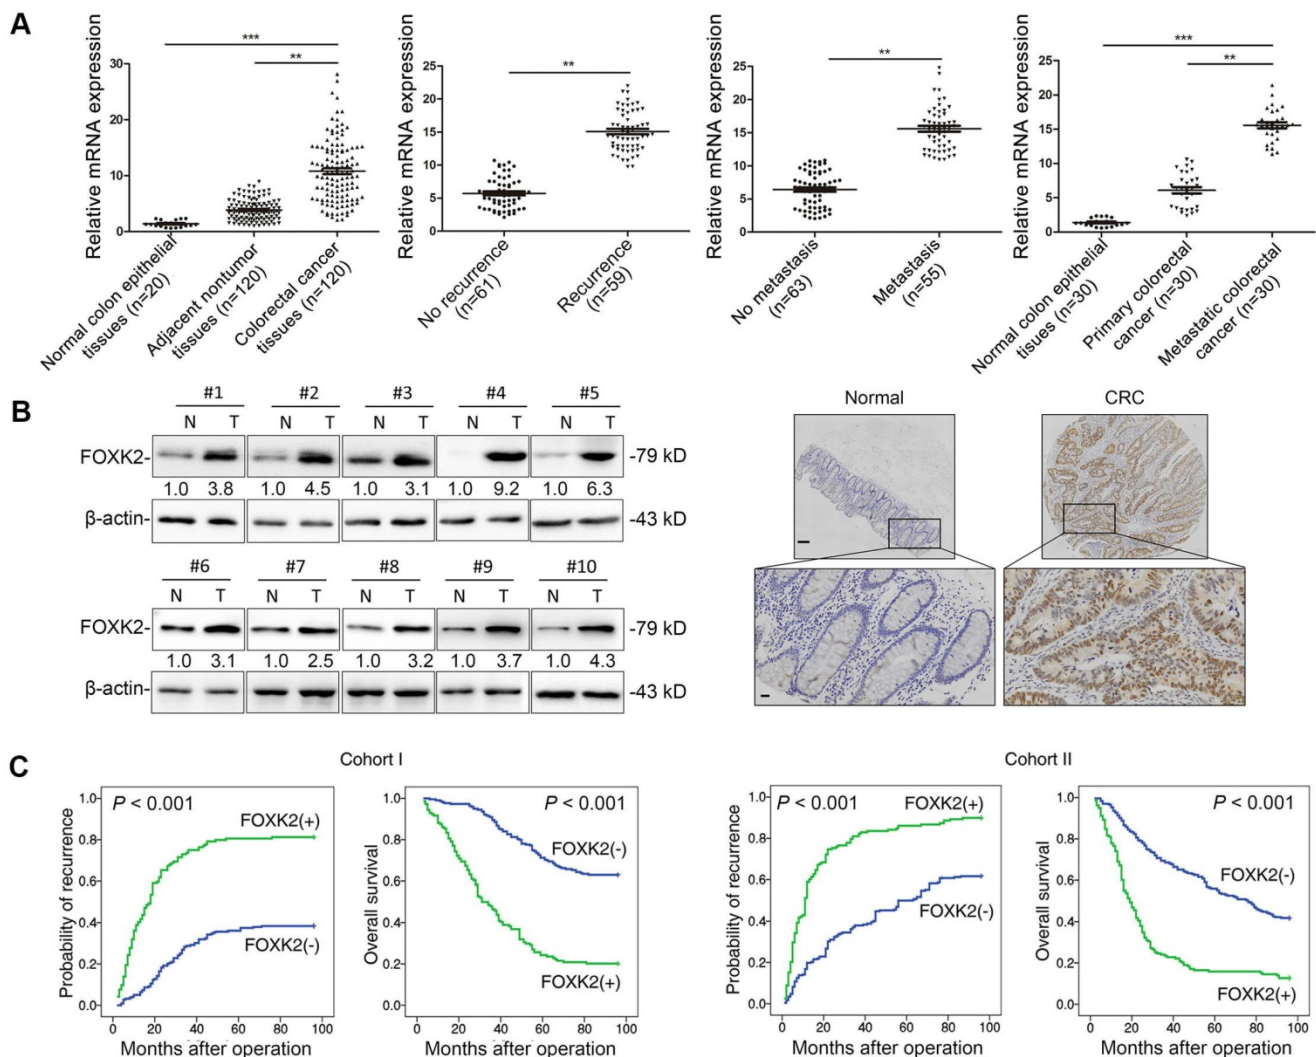 A
Relative mRNA expression
30
20
10
0
***
**
Normal colon epithelial
tissues (n=20)
Adjacent nontumor
tissues (n=120)
Colorectal cancer
tissues (n=120)
Relative mRNA expression
25
20
15
10
5
0
**
No recurrence
(n=61)
Recurrence
(n=59)
Relative mRNA expression
25
20
15
10
5
0
**
No metastasis
(n=63)
Metastasis
(n=55)
Relative mRNA expression
25
20
15
10
5
0
***
**
Normal colon epithelial
tisues (n=30)
Primary colorectal
cancer (n=30)
Metastatic colorectal
cancer (n=30)
B
#1 #2 #3 #4 #5
N T N T N T N T N T
FOXK2- -79 kD
1.0 3.8 1.0 4.5 1.0 3.1 1.0 9.2 1.0 6.3
β-actin- -43 kD
#6 #7 #8 #9 #10
N T N T N T N T N T
FOXK2- -79 kD
1.0 3.1 1.0 2.5 1.0 3.2 1.0 3.7 1.0 4.3
β-actin- -43 kD
Normal CRC
C
Cohort I
Probability of recurrence
1.0
0.8
0.6
0.4
0.2
0.0
P < 0.001
FOXK2(+)
FOXK2(-)
0 20 40 60 80 100
Months after operation
Overall survival
1.0
0.8
0.6
0.4
0.2
0.0
P < 0.001
FOXK2(-)
FOXK2(+)
0 20 40 60 80 100
Months after operation
Cohort II
Probability of recurrence
1.0
0.8
0.6
0.4
0.2
0.0
P < 0.001
FOXK2(+)
FOXK2(-)
0 20 40 60 80 100
Months after operation
Overall survival
1.0
0.8
0.6
0.4
0.2
0.0
P < 0.001
FOXK2(-)
FOXK2(+)
0 20 40 60 80 100
Months after operation